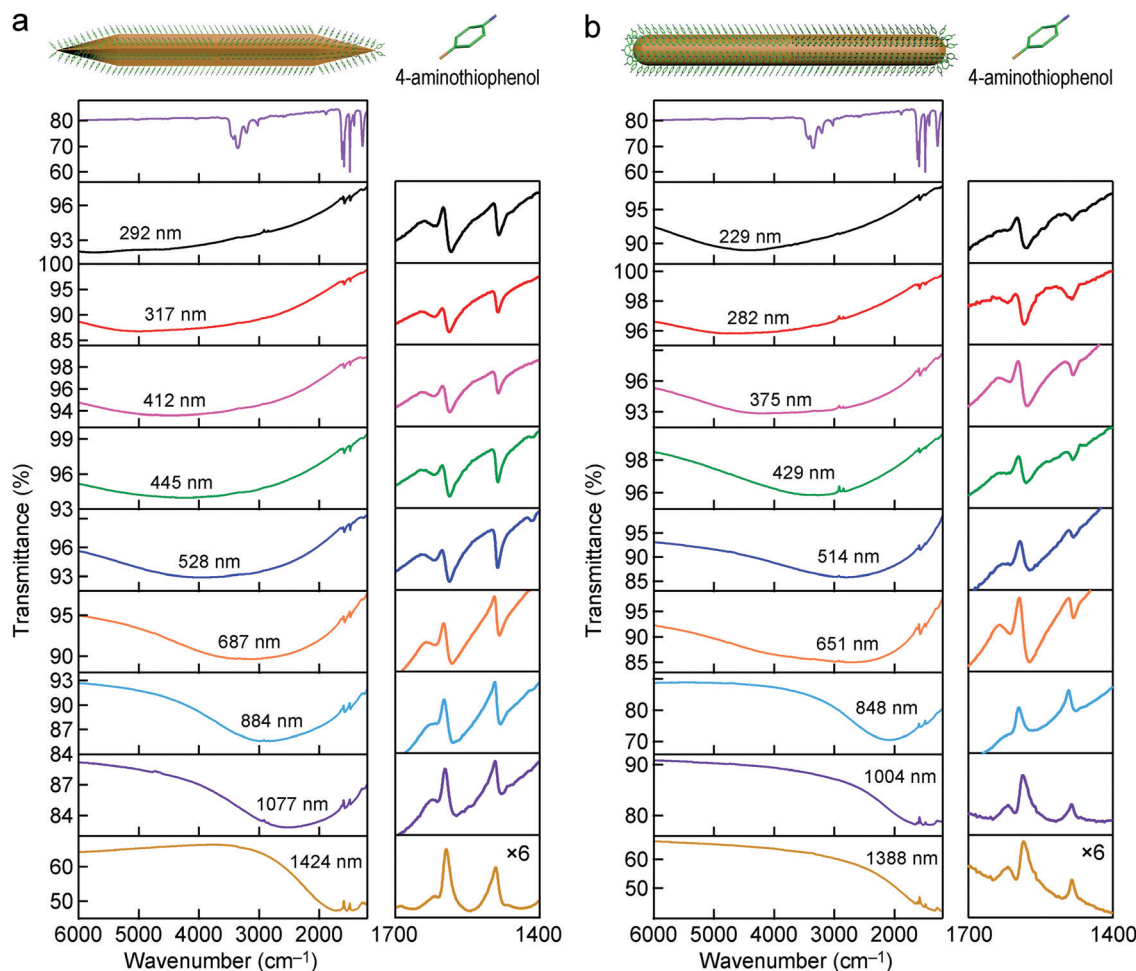 a
4-aminothiophenol
b
4-aminothiophenol
Transmittance (%)
80
70
60
96
93
292 nm
100
95
90
85
317 nm
98
96
94
412 nm
99
96
93
445 nm
96
93
528 nm
95
90
687 nm
93
90
87
84
884 nm
87
84
1077 nm
60
50
1424 nm
×6
6000 5000 4000 3000 2000
1700 1400
Wavenumber (cm⁻¹)
Transmittance (%)
80
70
60
95
90
229 nm
100
98
96
282 nm
96
93
375 nm
98
96
429 nm
95
90
85
514 nm
95
90
85
651 nm
80
70
848 nm
90
80
1004 nm
60
50
1388 nm
×6
6000 5000 4000 3000 2000
1700 1400
Wavenumber (cm⁻¹)